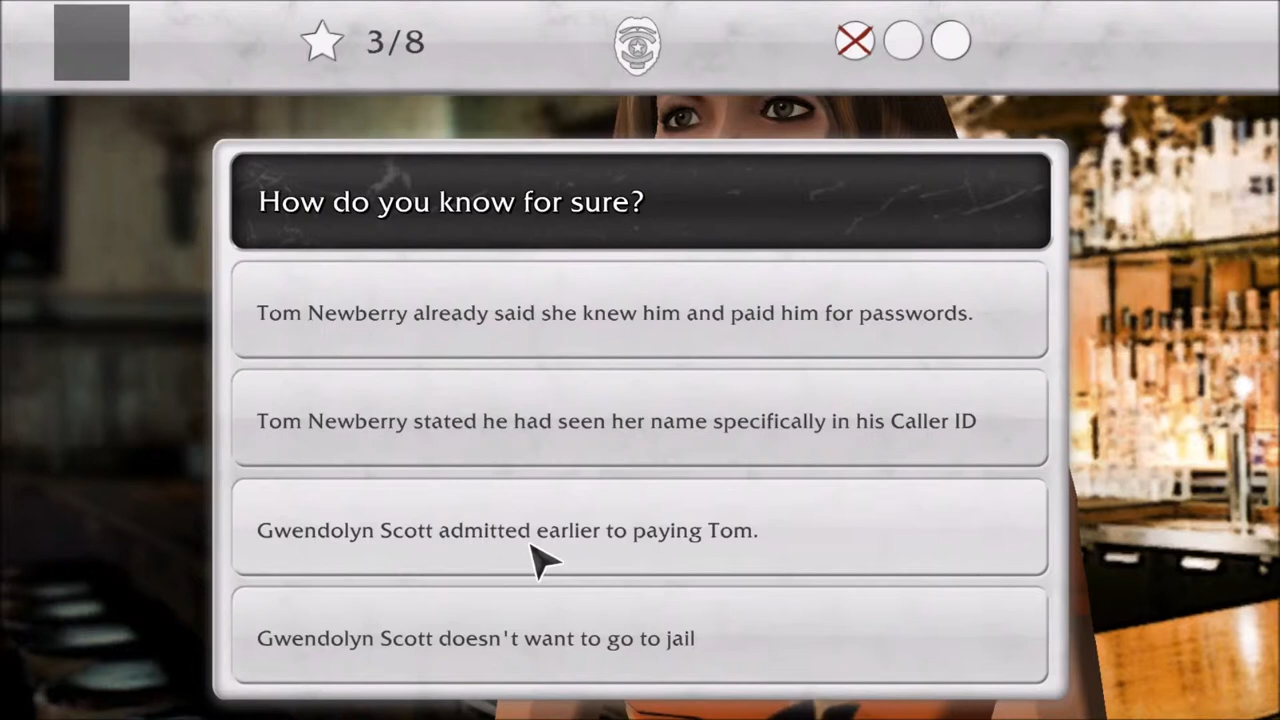 3/8
How do you know for sure?
Tom Newberry already said she knew him and paid him for passwords.
Tom Newberry stated he had seen her name specifically in his Caller ID
Gwendolyn Scott admitted earlier to paying Tom.
Gwendolyn Scott doesn't want to go to jail